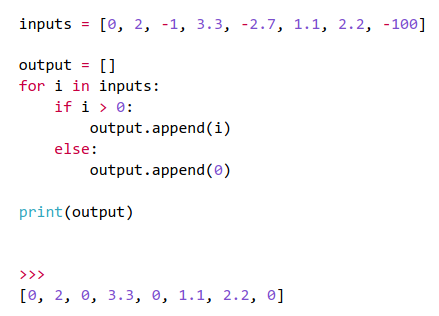 inputs = [0, 2, -1, 3.3, -2.7, 1.1, 2.2, -100]
output = []
for i in inputs:
    if i > 0:
        output.append(i)
    else:
        output.append(0)
print(output)
>>>
[0, 2, 0, 3.3, 0, 1.1, 2.2, 0]